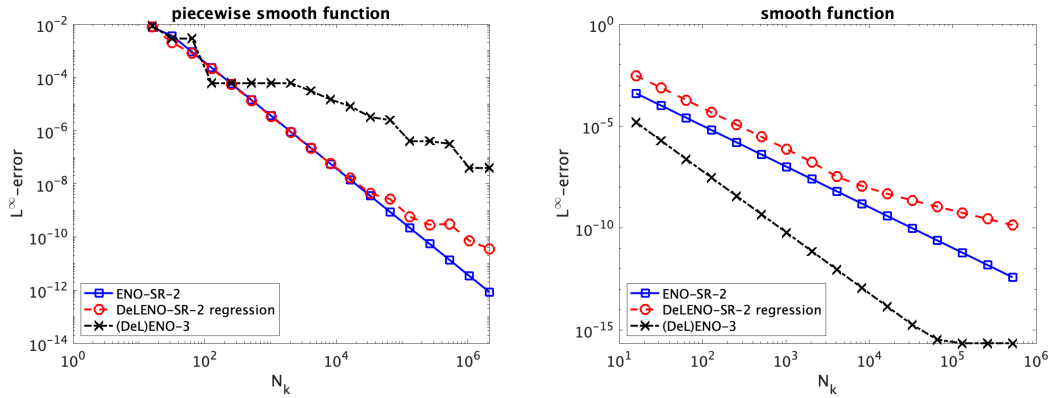 piecewise smooth function
10^-2
10^-4
10^-6
10^-8
10^-10
10^-12
10^-14
L^∞-error
ENO-SR-2
DeLENO-SR-2 regression
(DeL)ENO-3
10^0
10^2
10^4
10^6
N_k
smooth function
10^0
10^-5
10^-10
10^-15
L^∞-error
ENO-SR-2
DeLENO-SR-2 regression
(DeL)ENO-3
10^1
10^2
10^3
10^4
10^5
10^6
N_k